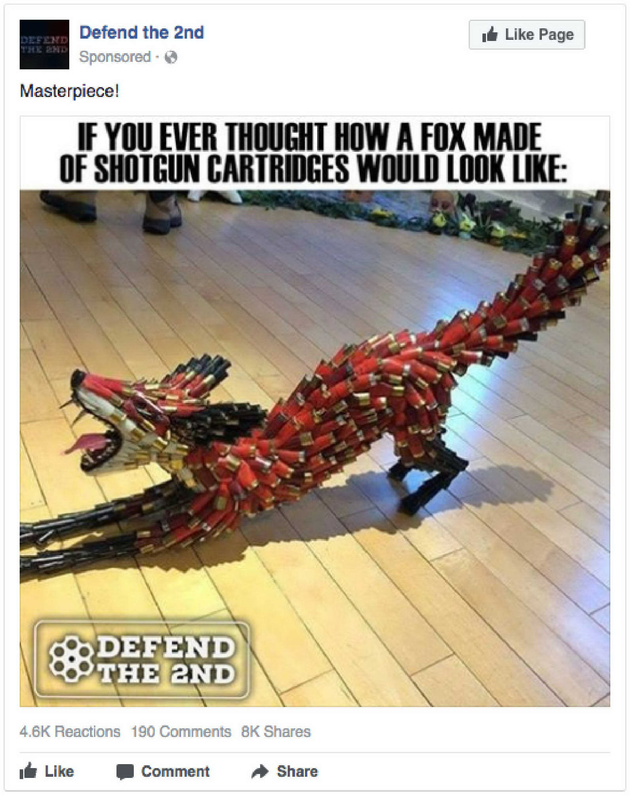 DEFEND
THE 2ND
Defend the 2nd
Sponsored ·
Like Page
Masterpiece!
IF YOU EVER THOUGHT HOW A FOX MADE
OF SHOTGUN CARTRIDGES WOULD LOOK LIKE:
DEFEND
THE 2ND
4.6K Reactions 190 Comments 8K Shares
Like Comment Share